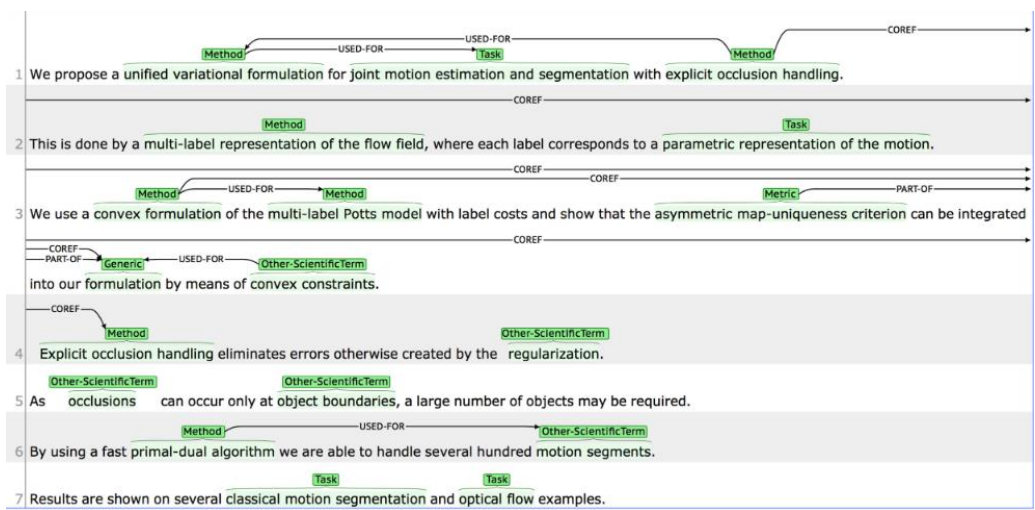 COREF
USED-FOR
Method USED-FOR Task Method
1 We propose a unified variational formulation for joint motion estimation and segmentation with explicit occlusion handling.
COREF
Method Task
2 This is done by a multi-label representation of the flow field, where each label corresponds to a parametric representation of the motion.
COREF
COREF
Method USED-FOR Method Metric PART-OF
3 We use a convex formulation of the multi-label Potts model with label costs and show that the asymmetric map-uniqueness criterion can be integrated
COREF
COREF
PART-OF Generic USED-FOR Other-ScientificTerm
into our formulation by means of convex constraints.
COREF
Method Other-ScientificTerm
4 Explicit occlusion handling eliminates errors otherwise created by the regularization.
Other-ScientificTerm Other-ScientificTerm
5 As occlusions can occur only at object boundaries, a large number of objects may be required.
Method USED-FOR Other-ScientificTerm
6 By using a fast primal-dual algorithm we are able to handle several hundred motion segments.
Task Task
7 Results are shown on several classical motion segmentation and optical flow examples.